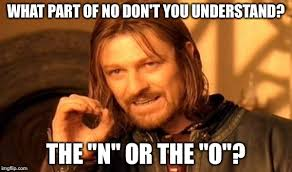 WHAT PART OF NO DON'T YOU UNDERSTAND?
THE "N" OR THE "O"?
imgflip.com